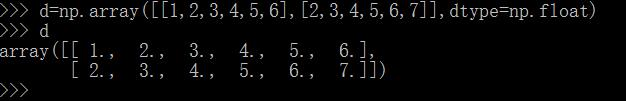 >>> d=np.array([[1,2,3,4,5,6],[2,3,4,5,6,7]],dtype=np.float)
>>> d
array([[ 1.,  2.,  3.,  4.,  5.,  6.],
       [ 2.,  3.,  4.,  5.,  6.,  7.]])
>>>